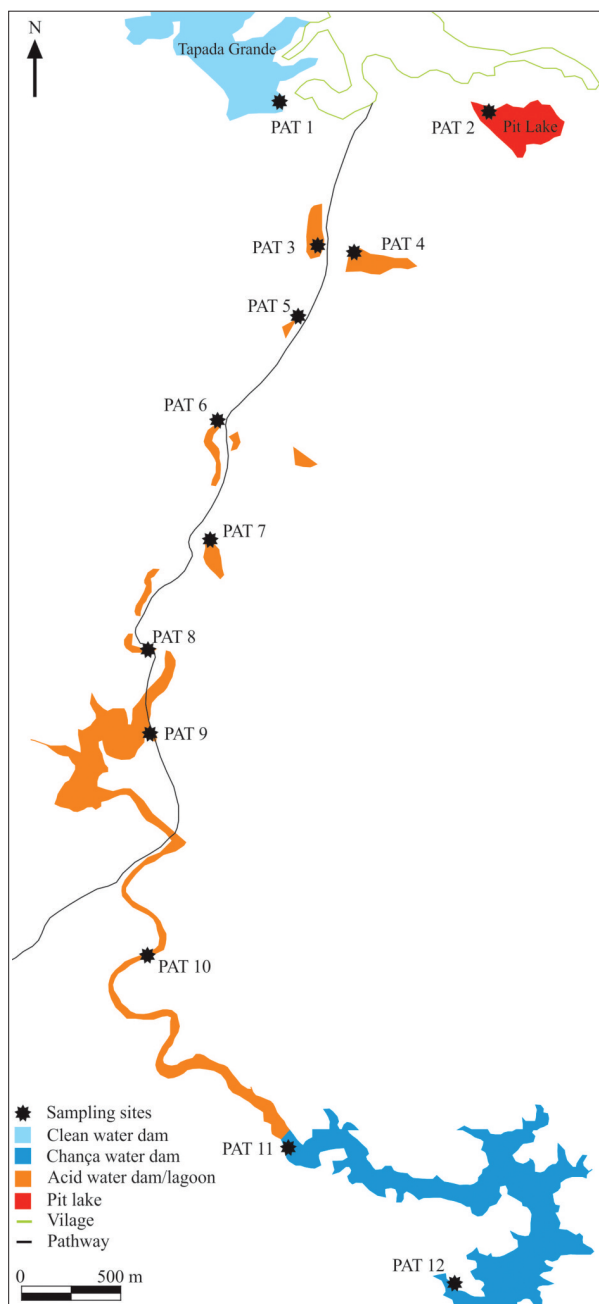 N
Tapada Grande
PAT 1
PAT 2
Pit Lake
PAT 3
PAT 4
PAT 5
PAT 6
PAT 7
PAT 8
PAT 9
PAT 10
PAT 11
PAT 12
Sampling sites
Clean water dam
Chança water dam
Acid water dam/lagoon
Pit lake
Vilage
Pathway
0 500 m